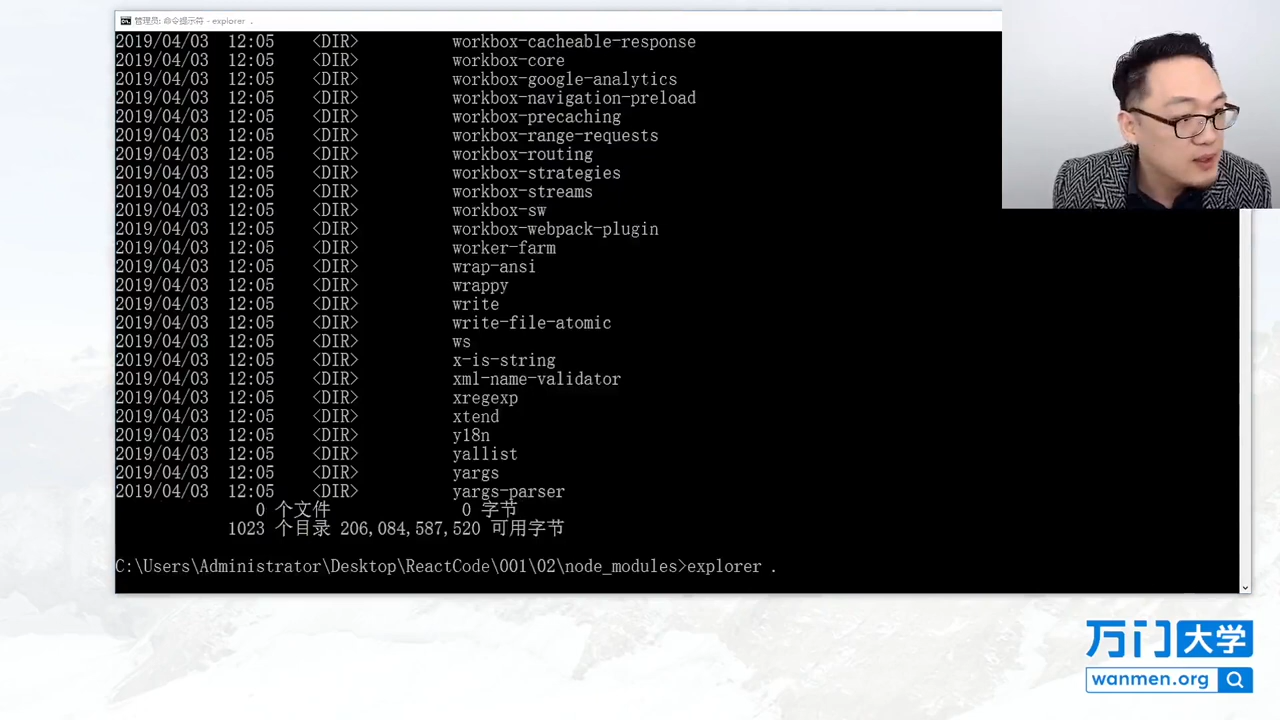 管理员: 命令提示符 - explorer .
2019/04/03 12:05 <DIR> workbox-cacheable-response
2019/04/03 12:05 <DIR> workbox-core
2019/04/03 12:05 <DIR> workbox-google-analytics
2019/04/03 12:05 <DIR> workbox-navigation-preload
2019/04/03 12:05 <DIR> workbox-precaching
2019/04/03 12:05 <DIR> workbox-range-requests
2019/04/03 12:05 <DIR> workbox-routing
2019/04/03 12:05 <DIR> workbox-strategies
2019/04/03 12:05 <DIR> workbox-streams
2019/04/03 12:05 <DIR> workbox-sw
2019/04/03 12:05 <DIR> workbox-webpack-plugin
2019/04/03 12:05 <DIR> worker-farm
2019/04/03 12:05 <DIR> wrap-ansi
2019/04/03 12:05 <DIR> wrappy
2019/04/03 12:05 <DIR> write
2019/04/03 12:05 <DIR> write-file-atomic
2019/04/03 12:05 <DIR> ws
2019/04/03 12:05 <DIR> x-is-string
2019/04/03 12:05 <DIR> xml-name-validator
2019/04/03 12:05 <DIR> xregexp
2019/04/03 12:05 <DIR> xtend
2019/04/03 12:05 <DIR> y18n
2019/04/03 12:05 <DIR> yallist
2019/04/03 12:05 <DIR> yargs
2019/04/03 12:05 <DIR> yargs-parser
0 个文件 0 字节
1023 个目录 206,084,587,520 可用字节
C:\Users\Administrator\Desktop\ReactCode\001\02\node_modules>explorer .
万门大学
wanmen.org